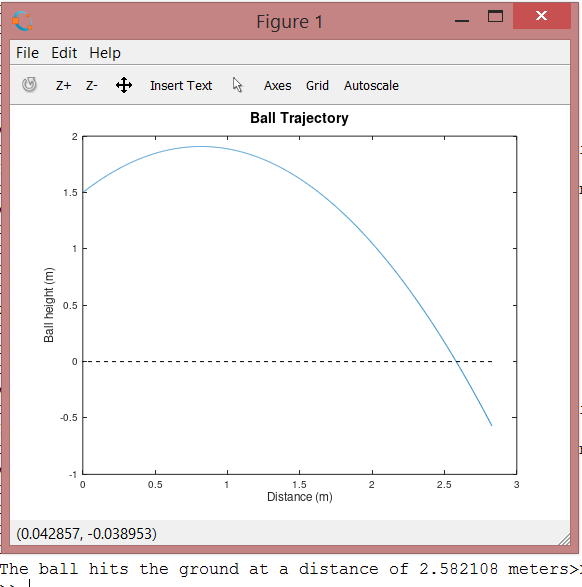 Figure 1
File Edit Help
Z+ Z- Insert Text Axes Grid Autoscale
Ball Trajectory
2
1.5
1
0.5
0
-0.5
-1
Ball height (m)
0 0.5 1 1.5 2 2.5 3
Distance (m)
(0.042857, -0.038953)
The ball hits the ground at a distance of 2.582108 meters>
>>